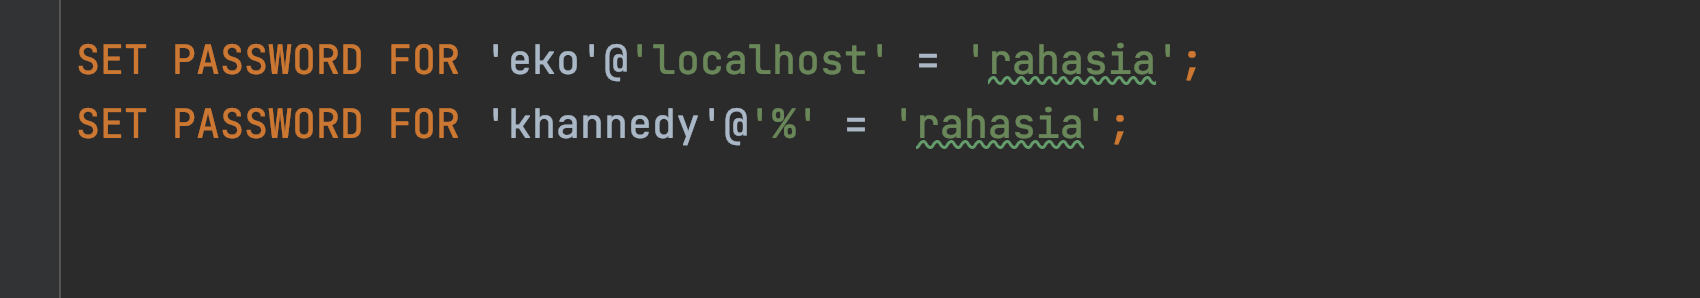 SET PASSWORD FOR 'eko'@'localhost' = 'rahasia';
SET PASSWORD FOR 'khannedy'@'%' = 'rahasia';